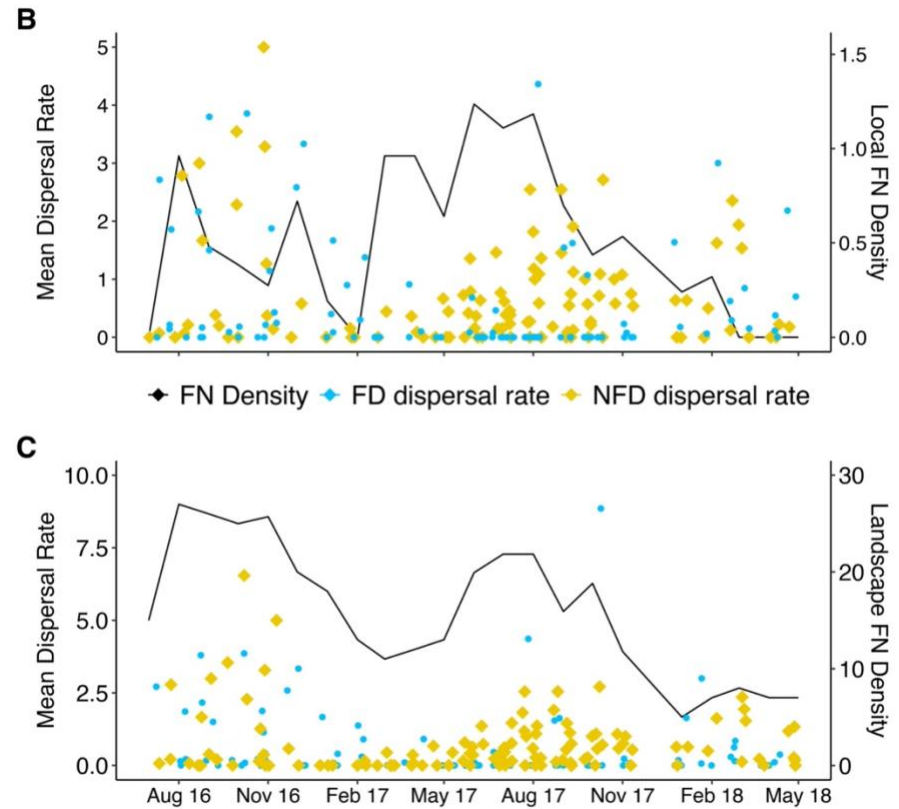 B
Mean Dispersal Rate
5
4
3
2
1
0
1.5
1.0
0.5
0.0
Local FN Density
FN Density FD dispersal rate NFD dispersal rate
C
Mean Dispersal Rate
10.0
7.5
5.0
2.5
0.0
30
20
10
0
Landscape FN Density
Aug 16 Nov 16 Feb 17 May 17 Aug 17 Nov 17 Feb 18 May 18